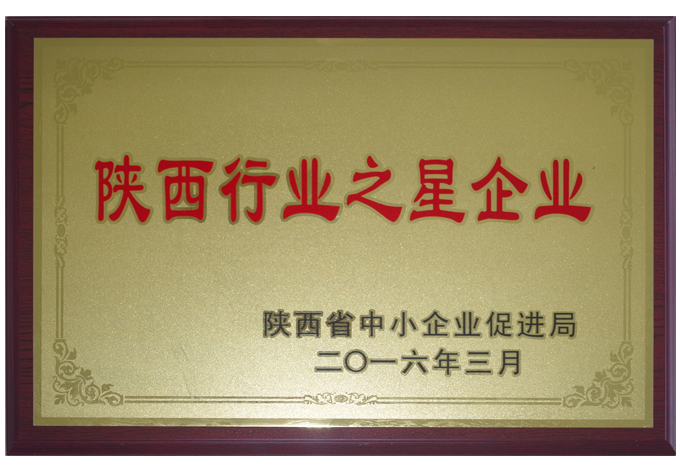 陕西行业之星企业
陕西省中小企业促进局
二〇一六年三月